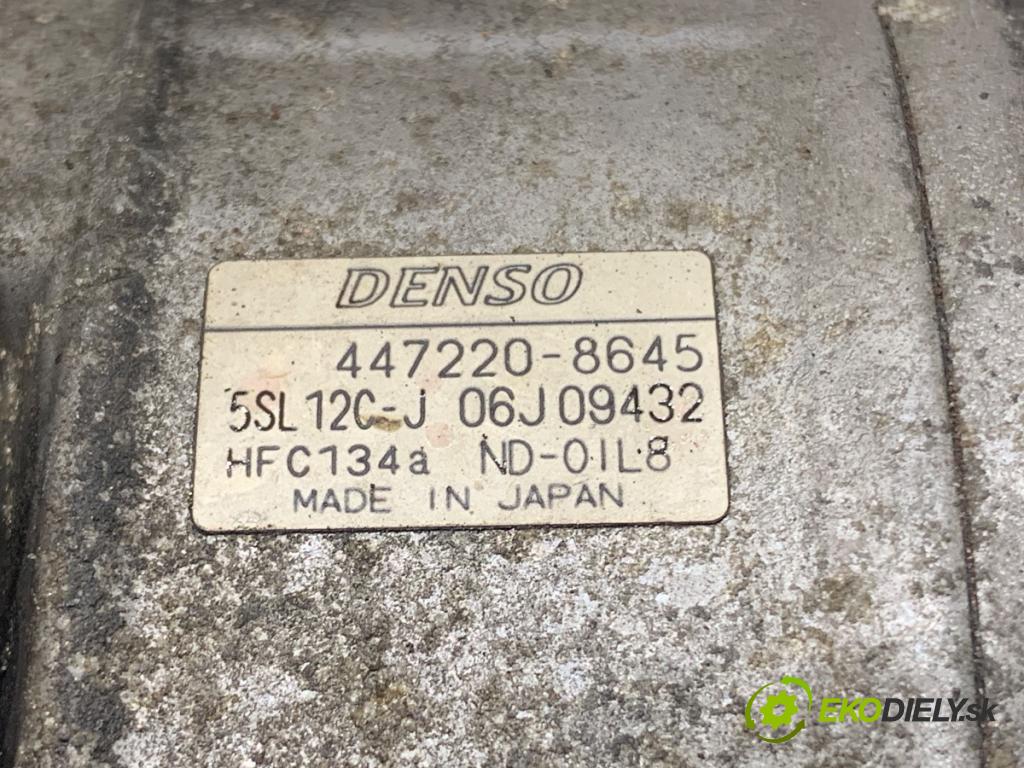 DENSO
447220-8645
5SL12C-J 06J09432
HFC134a ND-OIL8
MADE IN JAPAN
EKODIELY.sk